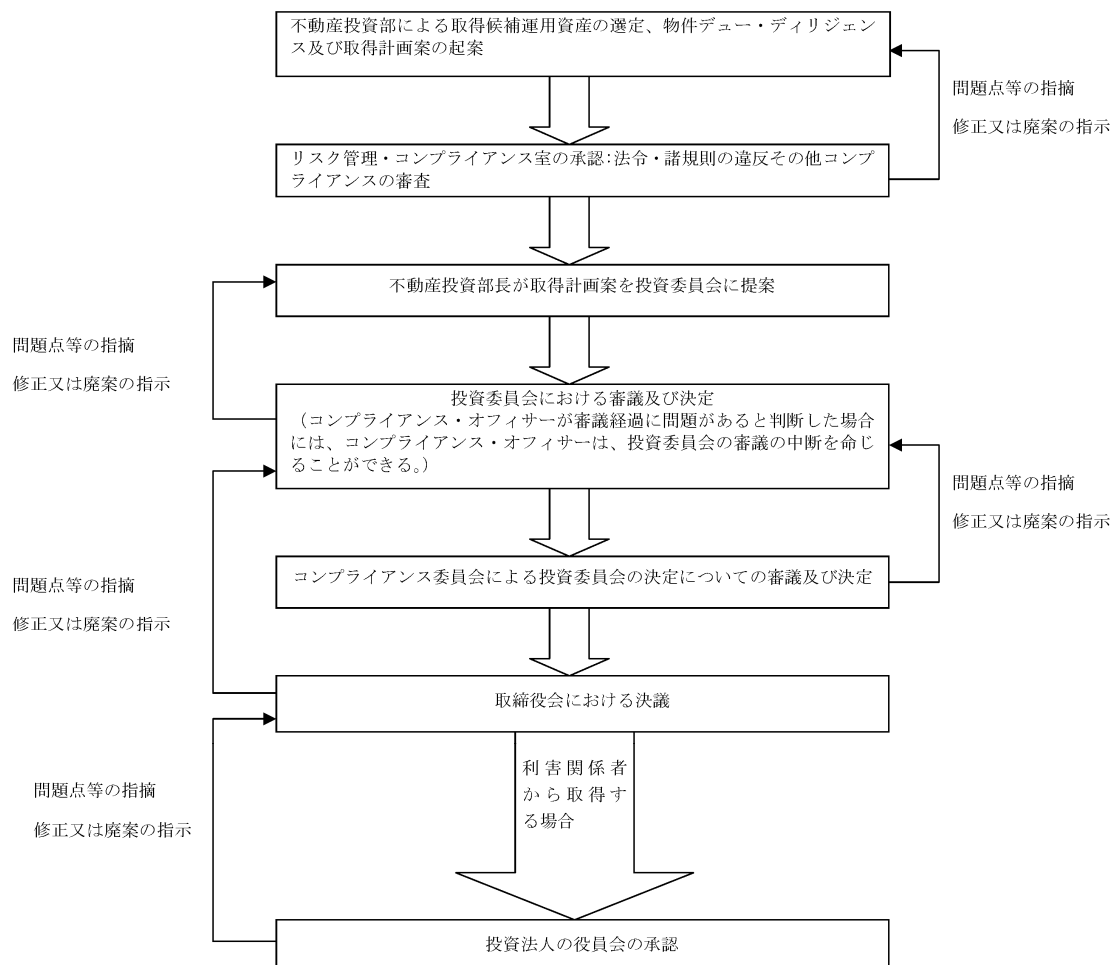 不動産投資部による取得候補運用資産の選定、物件デュー・ディリジェン
ス及び取得計画案の起案
問題点等の指摘
修正又は廃案の指示
リスク管理・コンプライアンス室の承認：法令・諸規則の違反その他コンプ
ライアンスの審査
不動産投資部長が取得計画案を投資委員会に提案
問題点等の指摘
修正又は廃案の指示
投資委員会における審議及び決定
（コンプライアンス・オフィサーが審議経過に問題があると判断した場合
には、コンプライアンス・オフィサーは、投資委員会の審議の中断を命じ
ることができる。）
問題点等の指摘
修正又は廃案の指示
コンプライアンス委員会による投資委員会の決定についての審議及び決定
問題点等の指摘
修正又は廃案の指示
取締役会における決議
利害関係者
から取得す
る場合
問題点等の指摘
修正又は廃案の指示
投資法人の役員会の承認